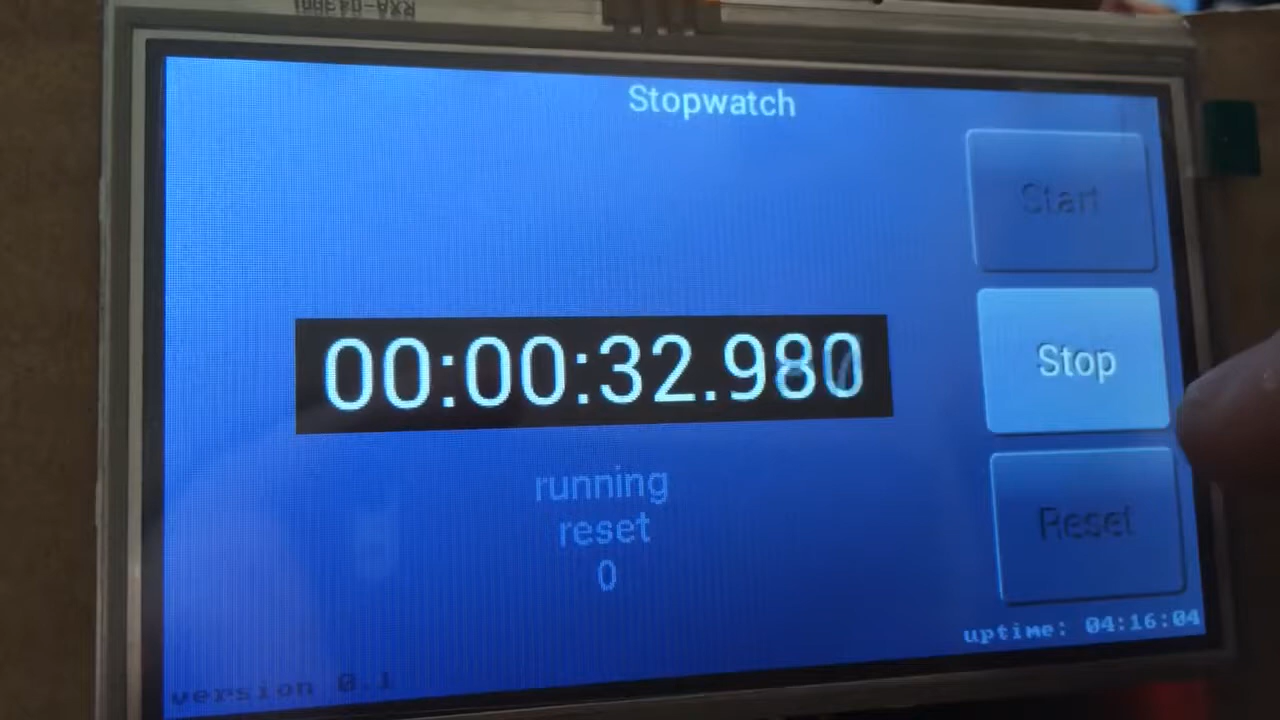 Stopwatch
Start
00:00:32.980
Stop
running
reset
0
Reset
uptime: 04:16:04
version 0.1